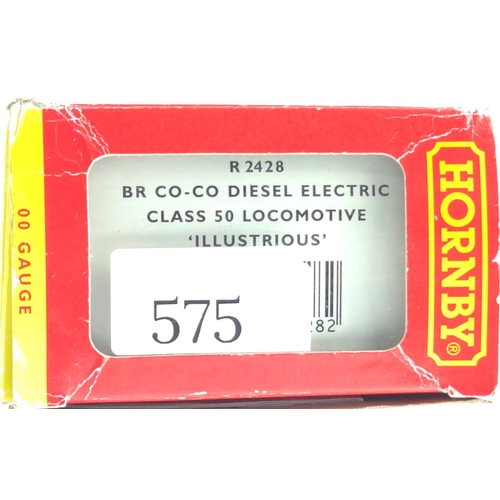 00 GAUGE
R 2428
BR CO-CO DIESEL ELECTRIC
CLASS 50 LOCOMOTIVE
'ILLUSTRIOUS'
575
282
HORNBY®